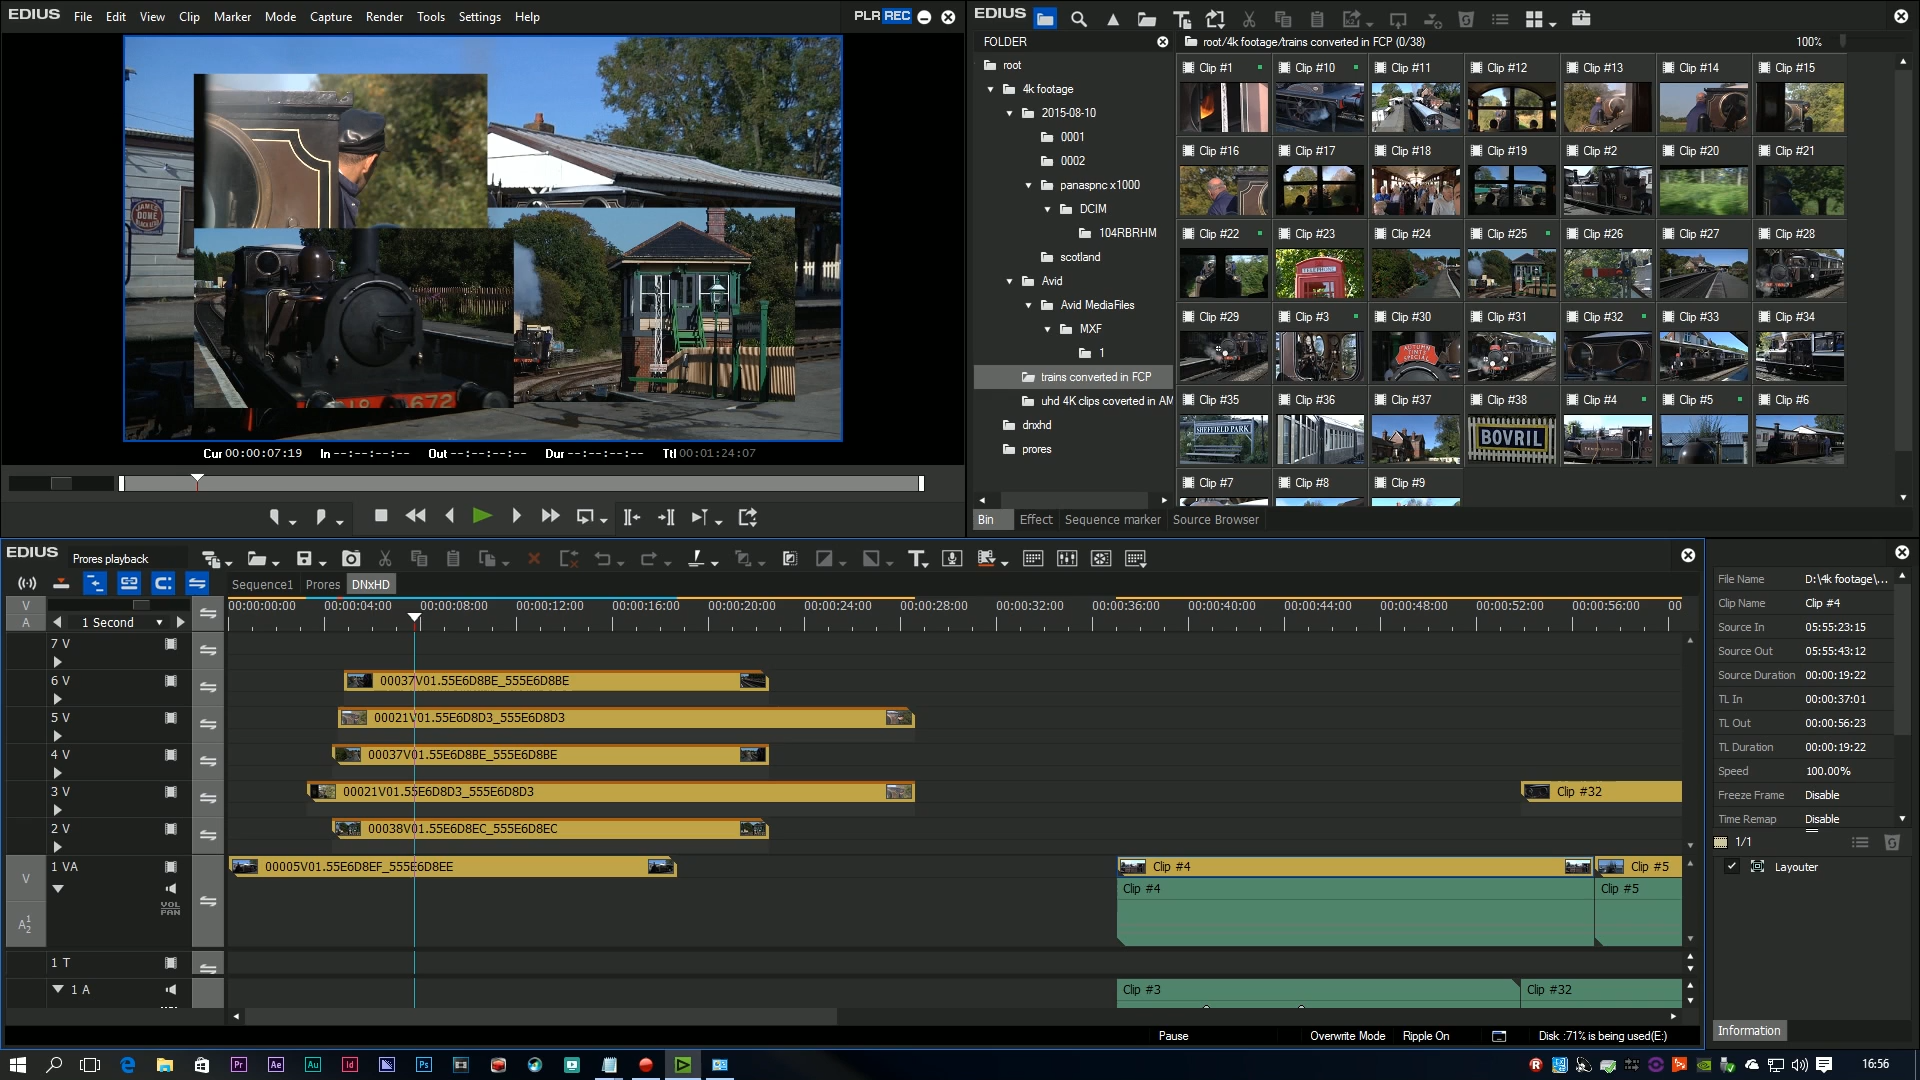 EDIUS File Edit View Clip Marker Mode Capture Render Tools Settings Help
PLR REC
672
Cur 00:00:07:19 In --:--:--:-- Out --:--:--:-- Dur --:--:--:-- Ttl 00:01:24:07
EDIUS
FOLDER
root/4k footage/trains converted in FCP (0/38)
100%
root
4k footage
2015-08-10
0001
0002
panaspnc x1000
DCIM
104RBRHM
scotland
Avid
Avid MediaFiles
MXF
1
trains converted in FCP
uhd 4K clips coverted in AM
dnxhd
prores
Clip #1 Clip #10 Clip #11 Clip #12 Clip #13 Clip #14 Clip #15
Clip #16 Clip #17 Clip #18 Clip #19 Clip #2 Clip #20 Clip #21
Clip #22 Clip #23 Clip #24 Clip #25 Clip #26 Clip #27 Clip #28
TELEPHONE
Clip #29 Clip #3 Clip #30 Clip #31 Clip #32 Clip #33 Clip #34
AUTUMN TINTS SPECIAL
Clip #35 Clip #36 Clip #37 Clip #38 Clip #4 Clip #5 Clip #6
SHEFFIELD PARK
BOVRIL
Clip #7 Clip #8 Clip #9
Bin Effect Sequence marker Source Browser
EDIUS Prores playback
Sequence1 Prores DNxHD
V
A
1 Second
00:00:00:00 00:00:04:00 00:00:08:00 00:00:12:00 00:00:16:00 00:00:20:00 00:00:24:00 00:00:28:00 00:00:32:00 00:00:36:00 00:00:40:00 00:00:44:00 00:00:48:00 00:00:52:00 00:00:56:00 00
7 V
6 V
00037V01.55E6D8BE_555E6D8BE
5 V
00021V01.55E6D8D3_555E6D8D3
4 V
00037V01.55E6D8BE_555E6D8BE
3 V
00021V01.55E6D8D3_555E6D8D3
Clip #32
2 V
00038V01.55E6D8EC_555E6D8EC
1 VA
00005V01.55E6D8EF_555E6D8EE
Clip #4
Clip #5
V
Clip #4
Clip #5
VOL
PAN
A 1 2
1 T
1 A
Clip #3
Clip #32
Pause
Overwrite Mode
Ripple On
Disk :71% is being used(E:)
File Name D:\4k footage\...
Clip Name Clip #4
Source In 05:55:23:15
Source Out 05:55:43:12
Source Duration 00:00:19:22
TL In 00:00:37:01
TL Out 00:00:56:23
TL Duration 00:00:19:22
Speed 100.00%
Freeze Frame Disable
Time Remap Disable
1/1
Layouter
Information
Pr Ae Au Id Ps
16:56